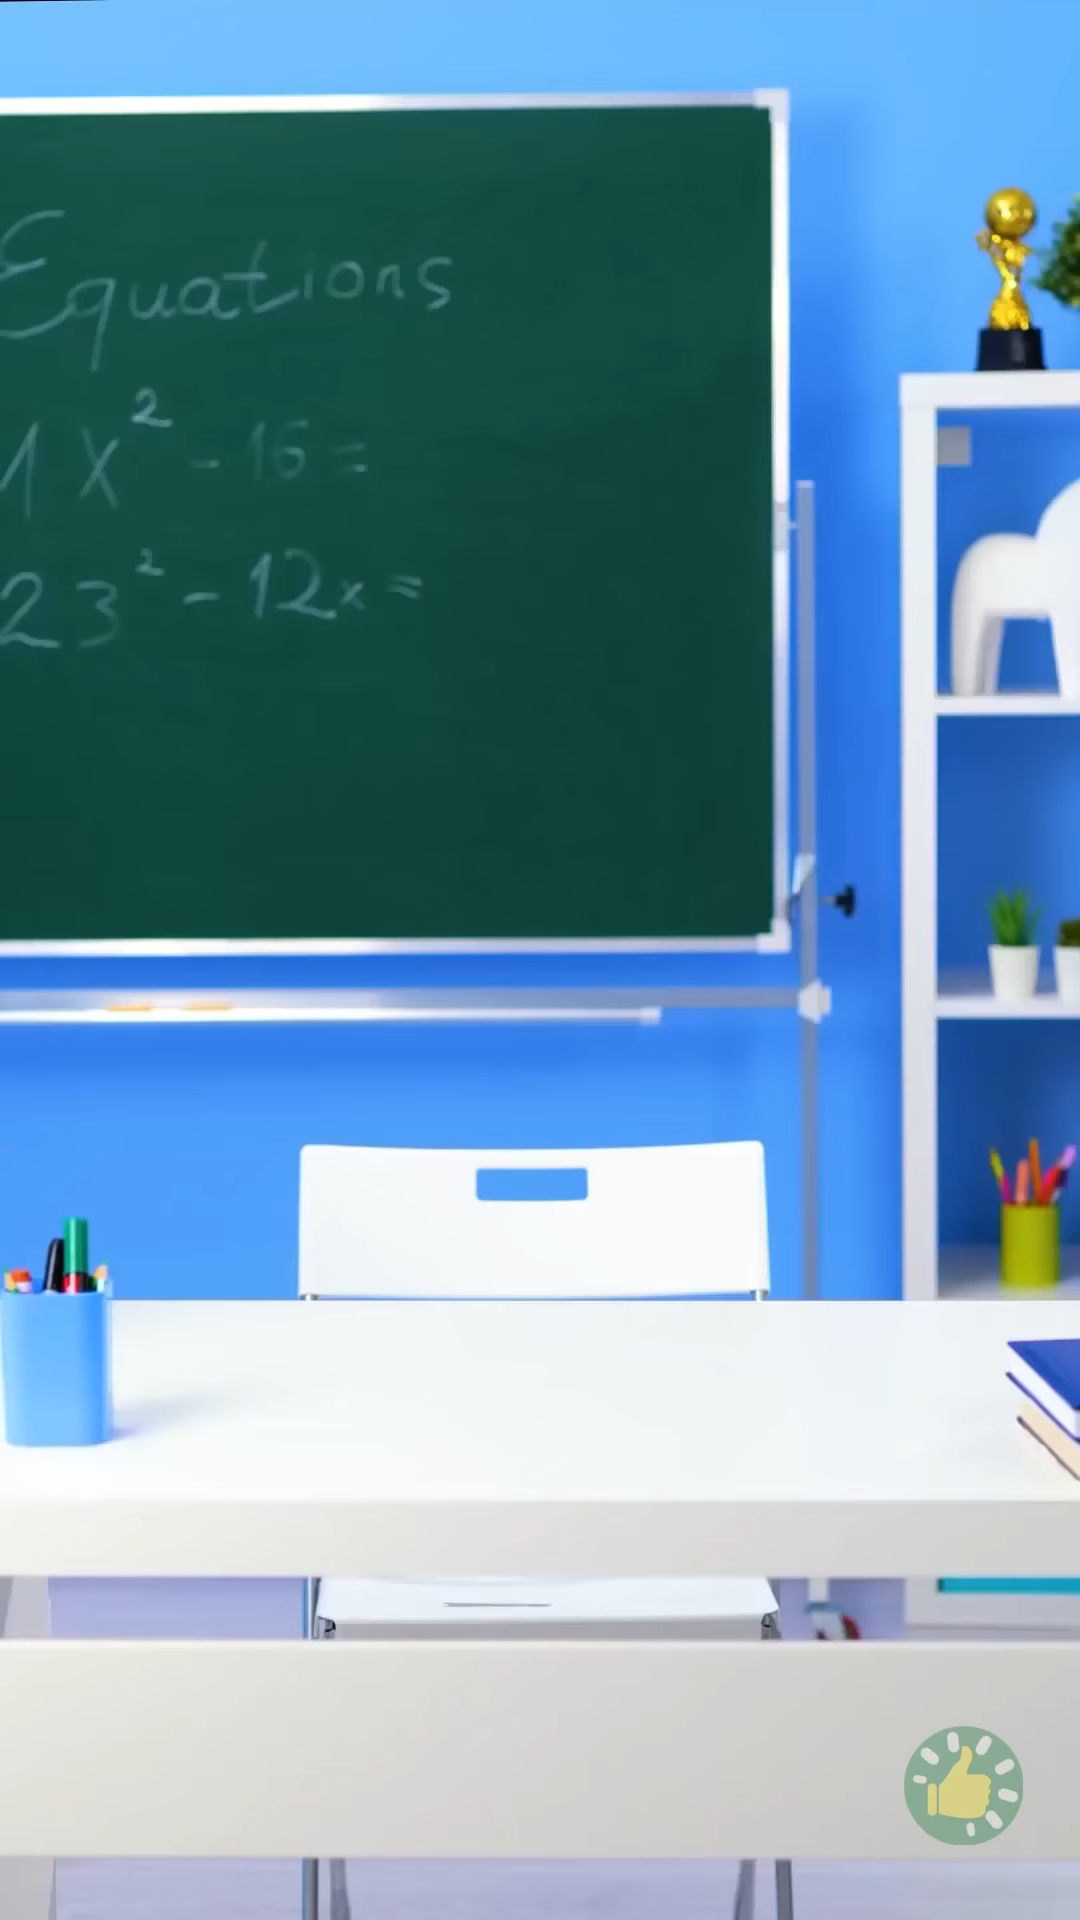 Equations
1x² - 16 =
23² - 12x =